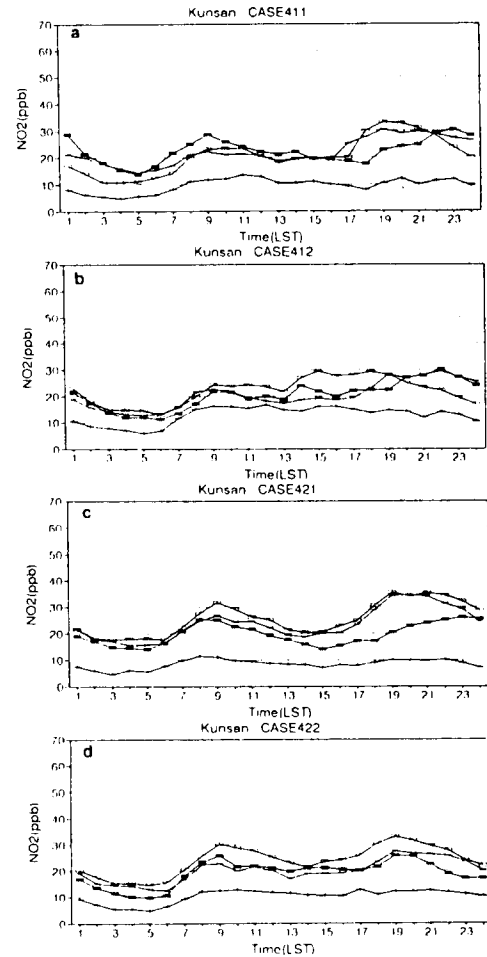 Kunsan CASE411
a
NO2(ppb)
70
60
50
40
30
20
10
0
1 3 5 7 9 11 13 15 17 19 21 23
Time(LST)
Kunsan CASE412
b
NO2(ppb)
70
60
50
40
30
20
10
0
1 3 5 7 9 11 13 15 17 19 21 23
Time(LST)
Kunsan CASE421
c
NO2(ppb)
70
60
50
40
30
20
10
0
1 3 5 7 9 11 13 15 17 19 21 23
Time(LST)
Kunsan CASE422
d
NO2(ppb)
70
60
50
40
30
20
10
0
1 3 5 7 9 11 13 15 17 19 21 23
Time(LST)